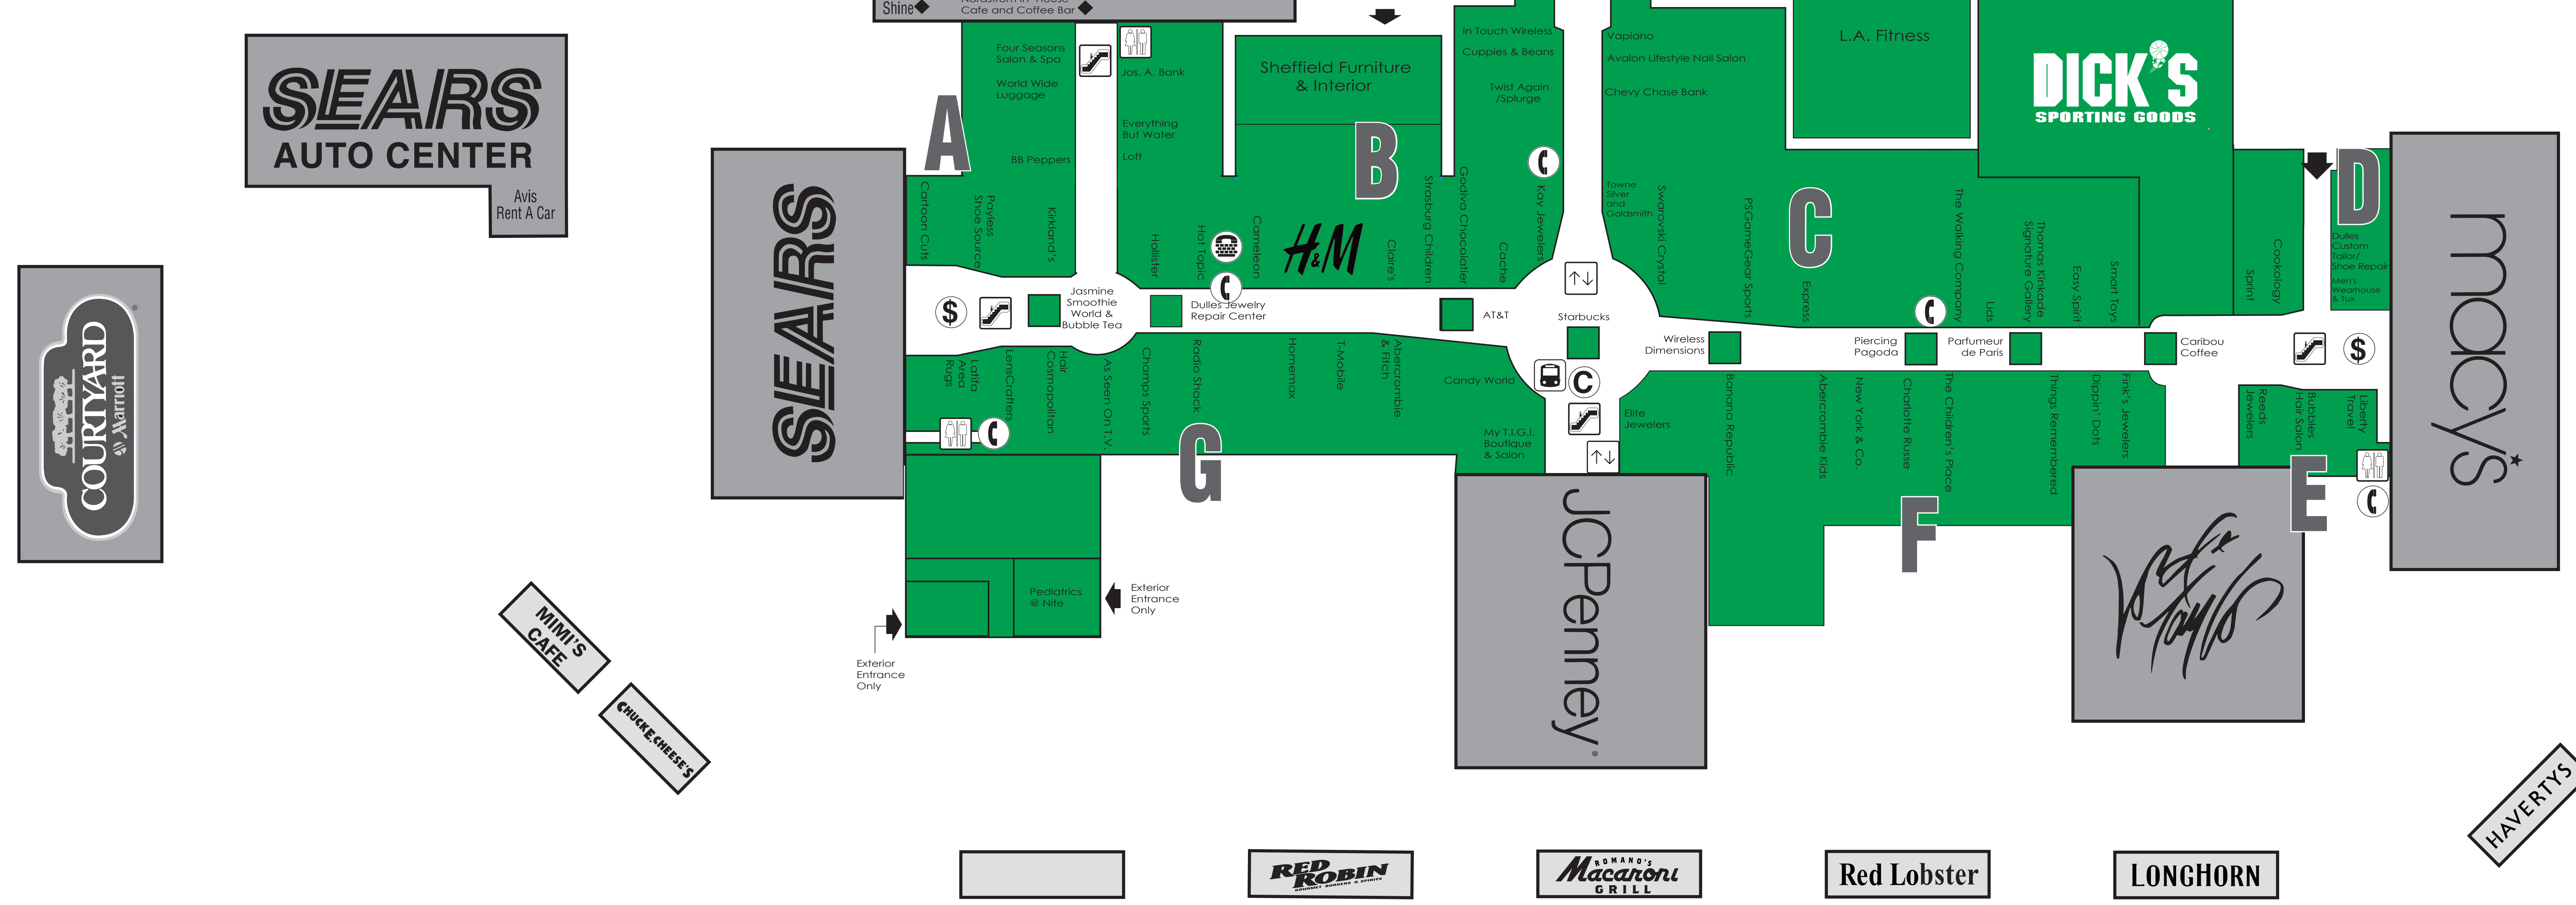 Shine
Cafe and Coffee Bar
SEARS
AUTO CENTER
Avis
Rent A Car
COURTYARD
Marriott
®
SEARS
A
Four Seasons
Salon & Spa
World Wide
Luggage
BB Peppers
Cartoon Cuts
Payless
Shoe Source
Kirkland's
Jos. A. Bank
Everything
But Water
Loft
Hollister
Hot Topic
Cameleon
Sheffield Furniture
& Interior
B
H&M
Claire's
Strasburg Children
Godiva Chocolatier
Cache
Kay Jewelers
In Touch Wireless
Cuppies & Beans
Twist Again
/Splurge
Vapiano
Avalon Lifestyle Nail Salon
Chevy Chase Bank
Towne
Silver
and
Goldsmith
Swarovski Crystal
PSGameGear Sports
Express
C
L.A. Fitness
DICK'S
SPORTING GOODS
The Walking Company
Lids
Thomas Kinkade
Signature Gallery
Easy Spirit
Smart Toys
Sprint
Cookology
D
Dulles
Custom
Tailor/
Shoe Repair
Men's
Wearhouse
& Tux
macy's
$
Jasmine
Smoothie
World &
Bubble Tea
Dulles Jewelry
Repair Center
AT&T
Starbucks
C
Wireless
Dimensions
Piercing
Pagoda
Parfumeur
de Paris
Caribou
Coffee
$
Latifa
Area
Rugs
LensCrafters
Hair
Cosmopolitan
As Seen On T.V.
Champs Sports
Radio Shack
Homemax
T-Mobile
Abercrombie
& Fitch
Candy World
My T.I.G.I.
Boutique
& Salon
Elite
Jewelers
Banana Republic
Abercrombie Kids
New York & Co.
Charlotte Russe
The Children's Place
Things Remembered
Dippin' Dots
Fink's Jewelers
Reeds
Jewelers
Bubbles
Hair Salon
Liberty
Travel
G
F
E
Pediatrics
@ Nite
Exterior
Entrance
Only
Exterior
Entrance
Only
JCPenney
®
Lord & Taylor
MIMI'S
CAFE
CHUCK E. CHEESE'S
HAVERTYS
RED
ROBIN
GOURMET BURGERS & SPIRITS
ROMANO'S
Macaroni
GRILL
Red Lobster
LONGHORN